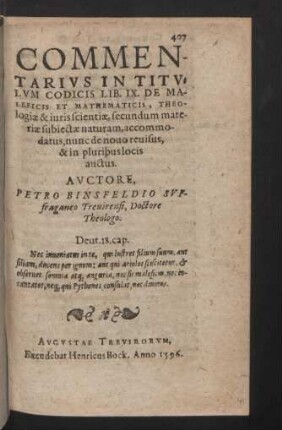 407
COMMEN-
TARIVS IN TITV-
LVM CODICIS LIB. IX. DE MA-
LEFICIS ET MATHEMATICIS, THEO-
logiæ & iuris scientiæ, secundum mate-
riæ subiectæ naturam, accommo-
datus, nunc de nouo reuisus,
& in pluribus locis
auctus.
AVCTORE,
PETRO BINSFELDIO SVF-
fraganeo Treuirensi, Doctore
Theologo.
Deut. 18. cap.
Nec inueniatur in te, qui lustret filium suum, aut
filiam, ducens per ignem: aut qui ariolos sciscitetur, &
obseruet somnia atq, auguria, nec sit maleficus, nec in-
cantator, neq, qui Pythones consulat, nec diuinos.
AVGVSTAE TREVIRORVM,
Excudebat Henricus Bock. Anno 1596.